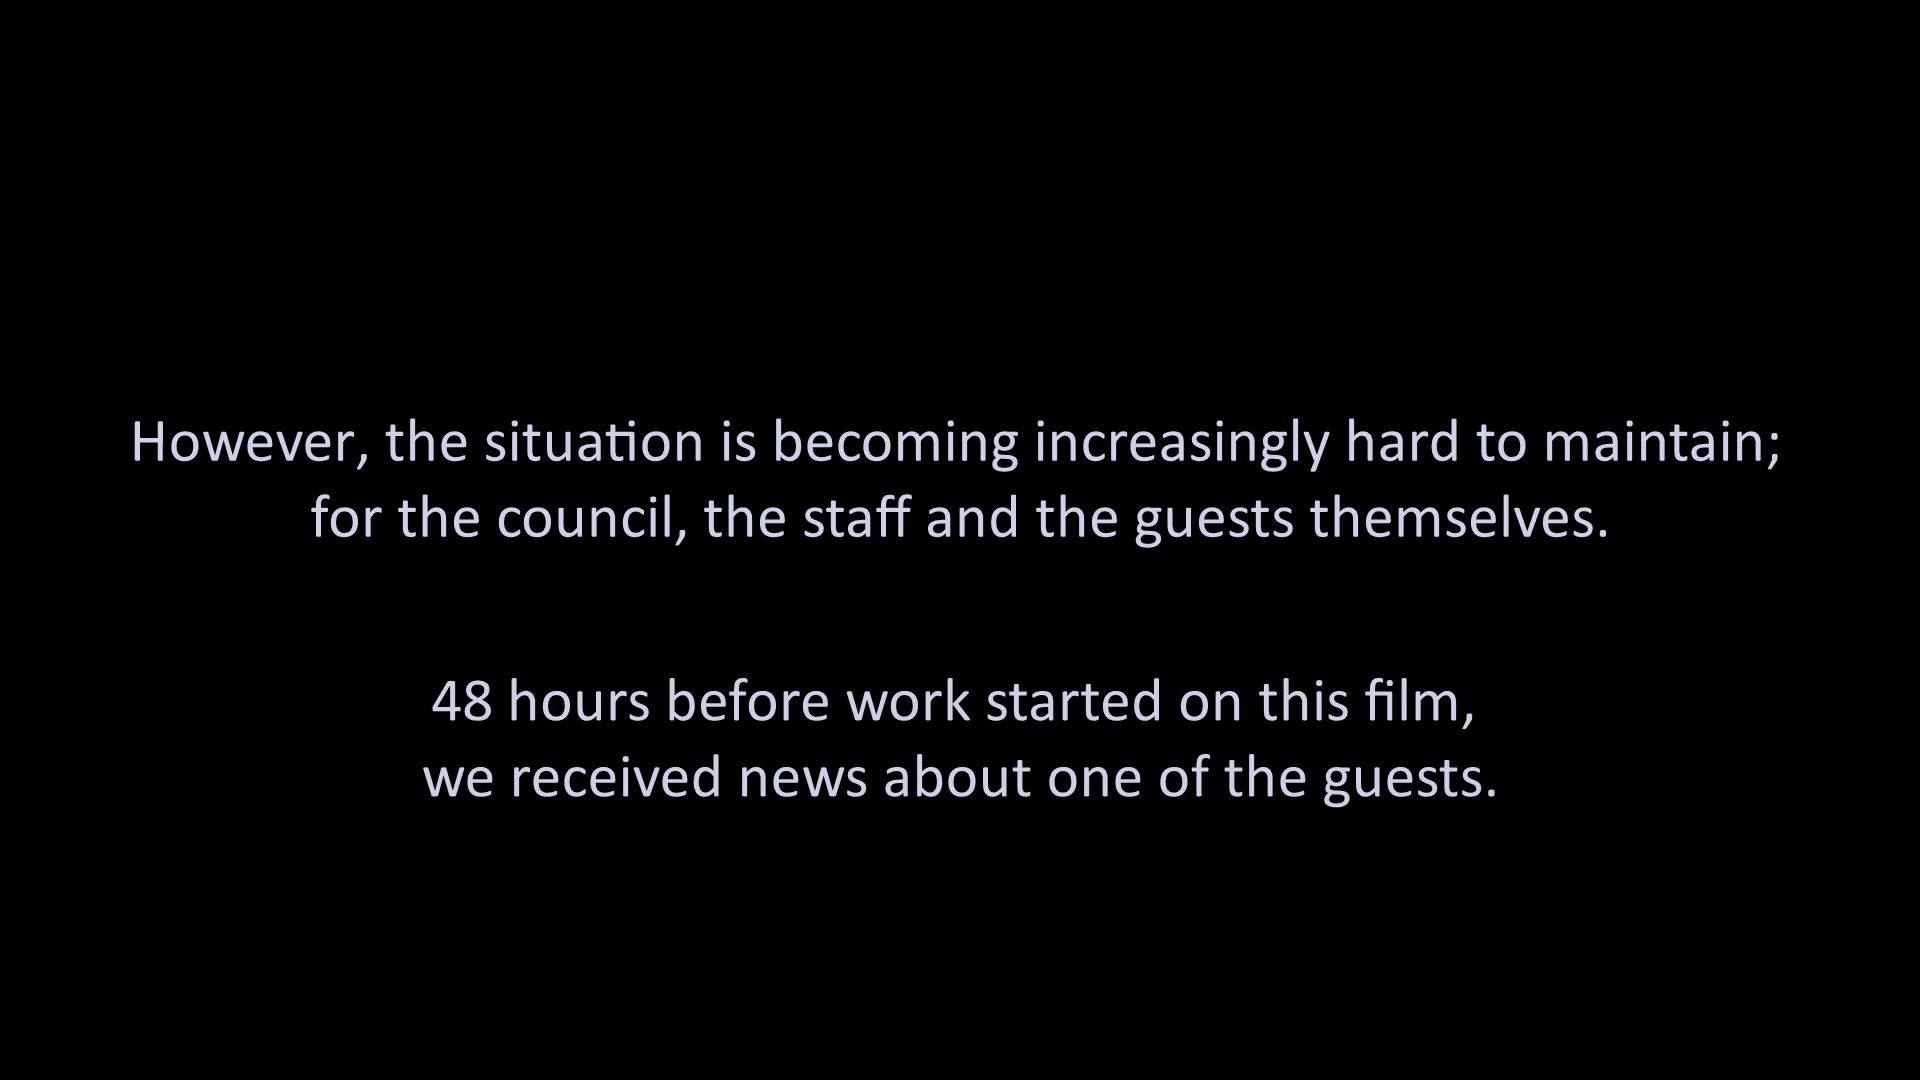 However, the situation is becoming increasingly hard to maintain;
for the council, the staff and the guests themselves.
48 hours before work started on this film,
we received news about one of the guests.